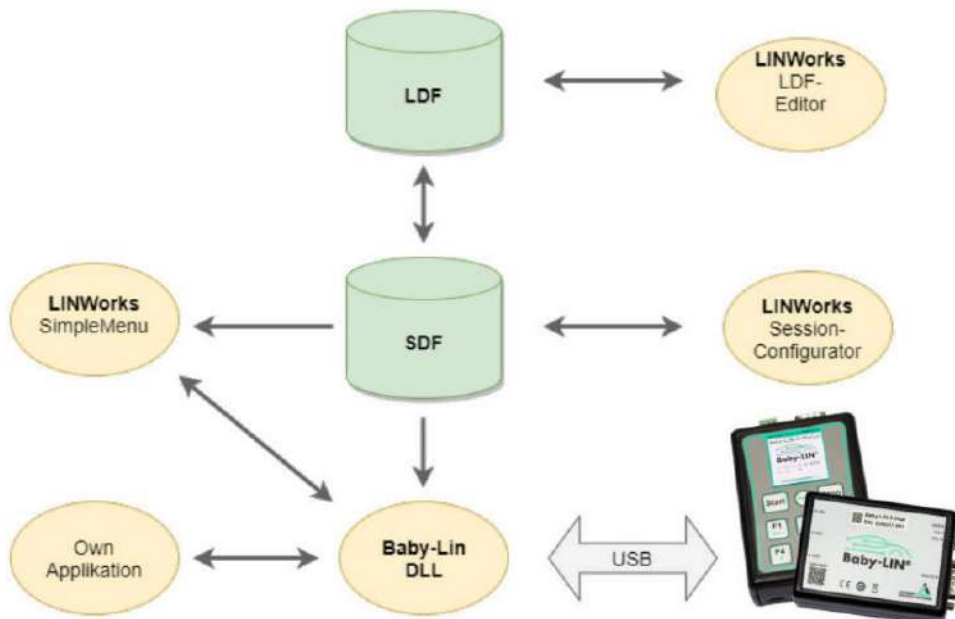 LDF
LINWorks
LDF-
Editor
LINWorks
SimpleMenu
SDF
LINWorks
Session-
Configurator
Own
Applikation
Baby-Lin
DLL
USB
Baby-LIN®
Start
F1
F4
Baby-LIN®